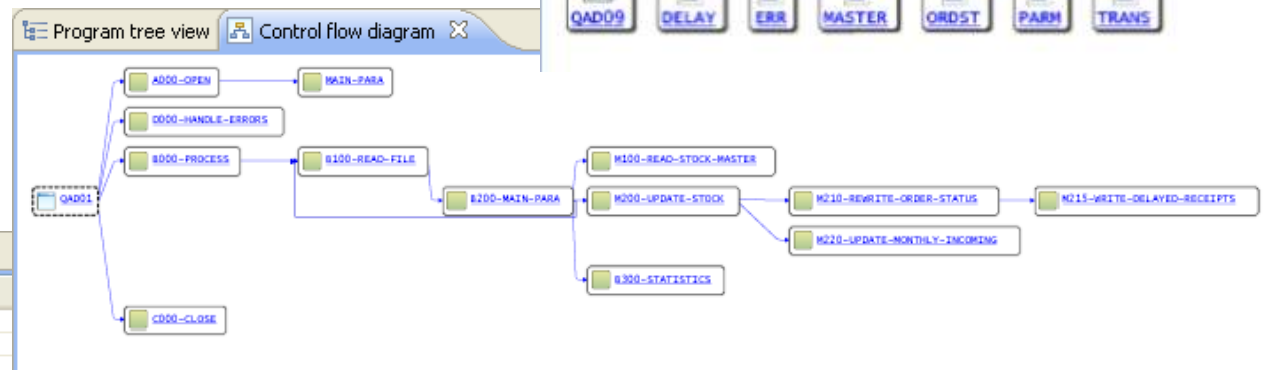 QAD09 DELAY ERR MASTER ORDST PARM TRANS
Program tree view Control flow diagram
A000-OPEN MAIN-PARA
D000-HANDLE-ERRORS
B000-PROCESS B100-READ-FILE M100-READ-STOCK-MASTER
QAD01 B200-MAIN-PARA M200-UPDATE-STOCK M210-REWRITE-ORDER-STATUS M215-WRITE-DELAYED-RECEIPTS
M220-UPDATE-MONTHLY-INCOMING
B300-STATISTICS
C000-CLOSE